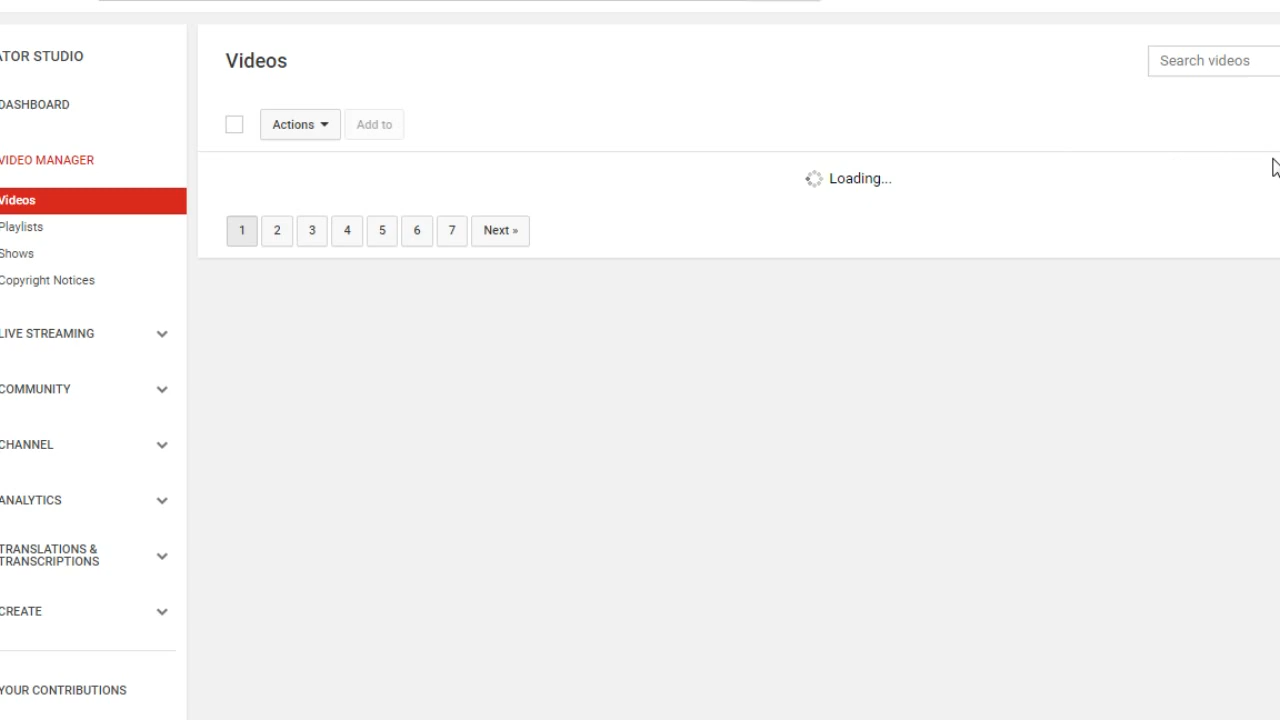 ATOR STUDIO
DASHBOARD
VIDEO MANAGER
Videos
Playlists
Shows
Copyright Notices
LIVE STREAMING
COMMUNITY
CHANNEL
ANALYTICS
TRANSLATIONS &
TRANSCRIPTIONS
CREATE
YOUR CONTRIBUTIONS
Videos
Search videos
Actions Add to
Loading...
1 2 3 4 5 6 7 Next »